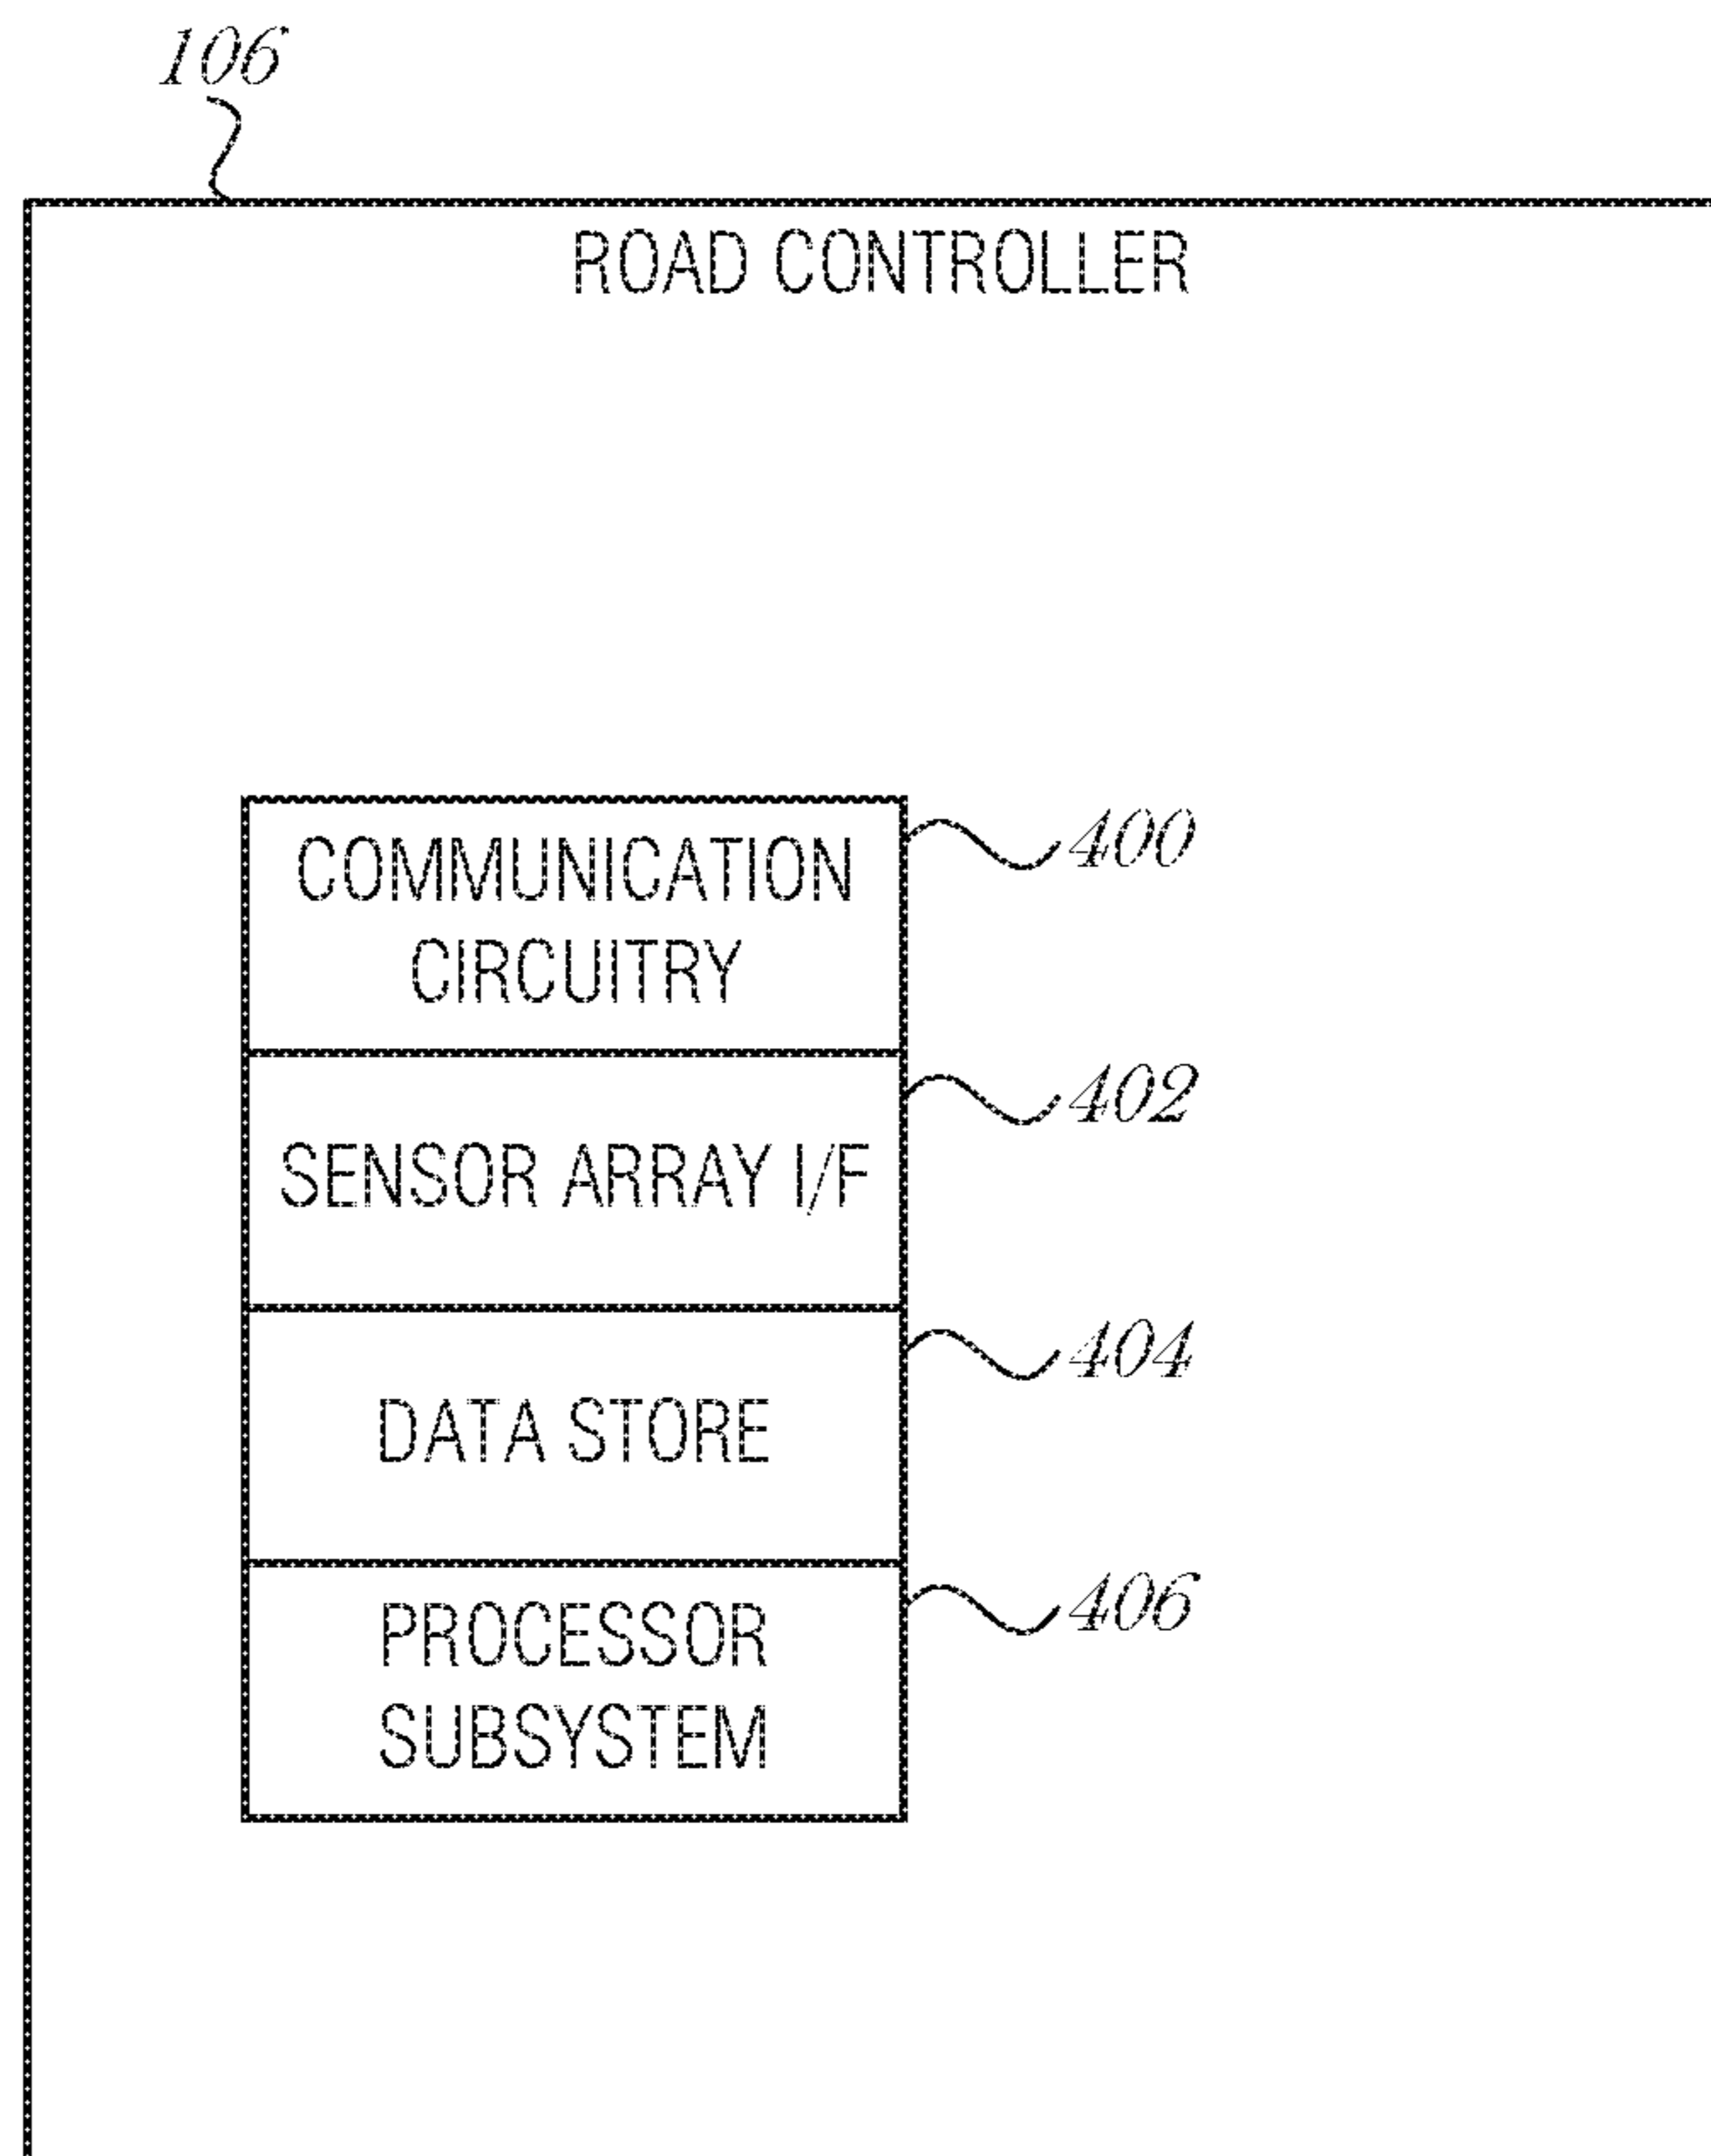 106
ROAD CONTROLLER
COMMUNICATION
CIRCUITRY
400
SENSOR ARRAY I/F
402
DATA STORE
404
PROCESSOR
SUBSYSTEM
406